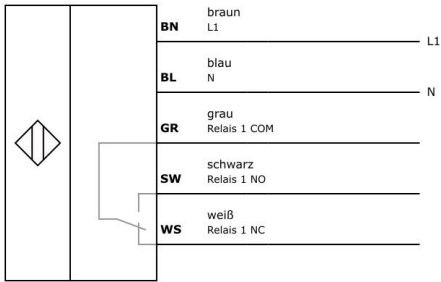 braun
BN L1
L1
blau
BL N
N
grau
GR Relais 1 COM
schwarz
SW Relais 1 NO
weiß
WS Relais 1 NC